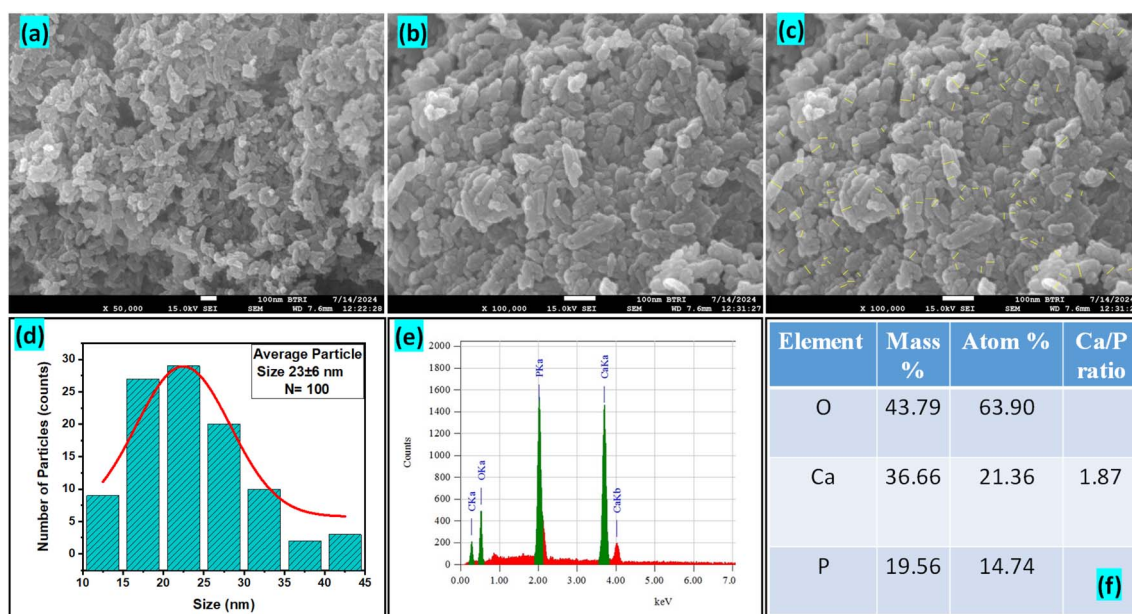 (a)
X 50,000 15.0kV SEI SEM 100nm BTRI WD 7.6mm 7/14/2024 12:22:28
(b)
X 100,000 15.0kV SEI SEM 100nm BTRI WD 7.6mm 7/14/2024 12:31:27
(c)
X 100,000 15.0kV SEI SEM 100nm BTRI WD 7.6mm 7/14/2024 12:31:27
(d)
Average Particle
Size 23±6 nm
N= 100
Number of Particles (counts)
30
25
20
15
10
5
0
10 15 20 25 30 35 40 45
Size (nm)
(e)
Counts
2000
1800
1600
1400
1200
1000
800
600
400
200
0
CKa
OKa
PKa
CaKa
CaKb
0.00 1.00 2.00 3.00 4.00 5.00 6.00 7.0
keV
Element Mass % Atom % Ca/P ratio
O 43.79 63.90
Ca 36.66 21.36 1.87
P 19.56 14.74
(f)